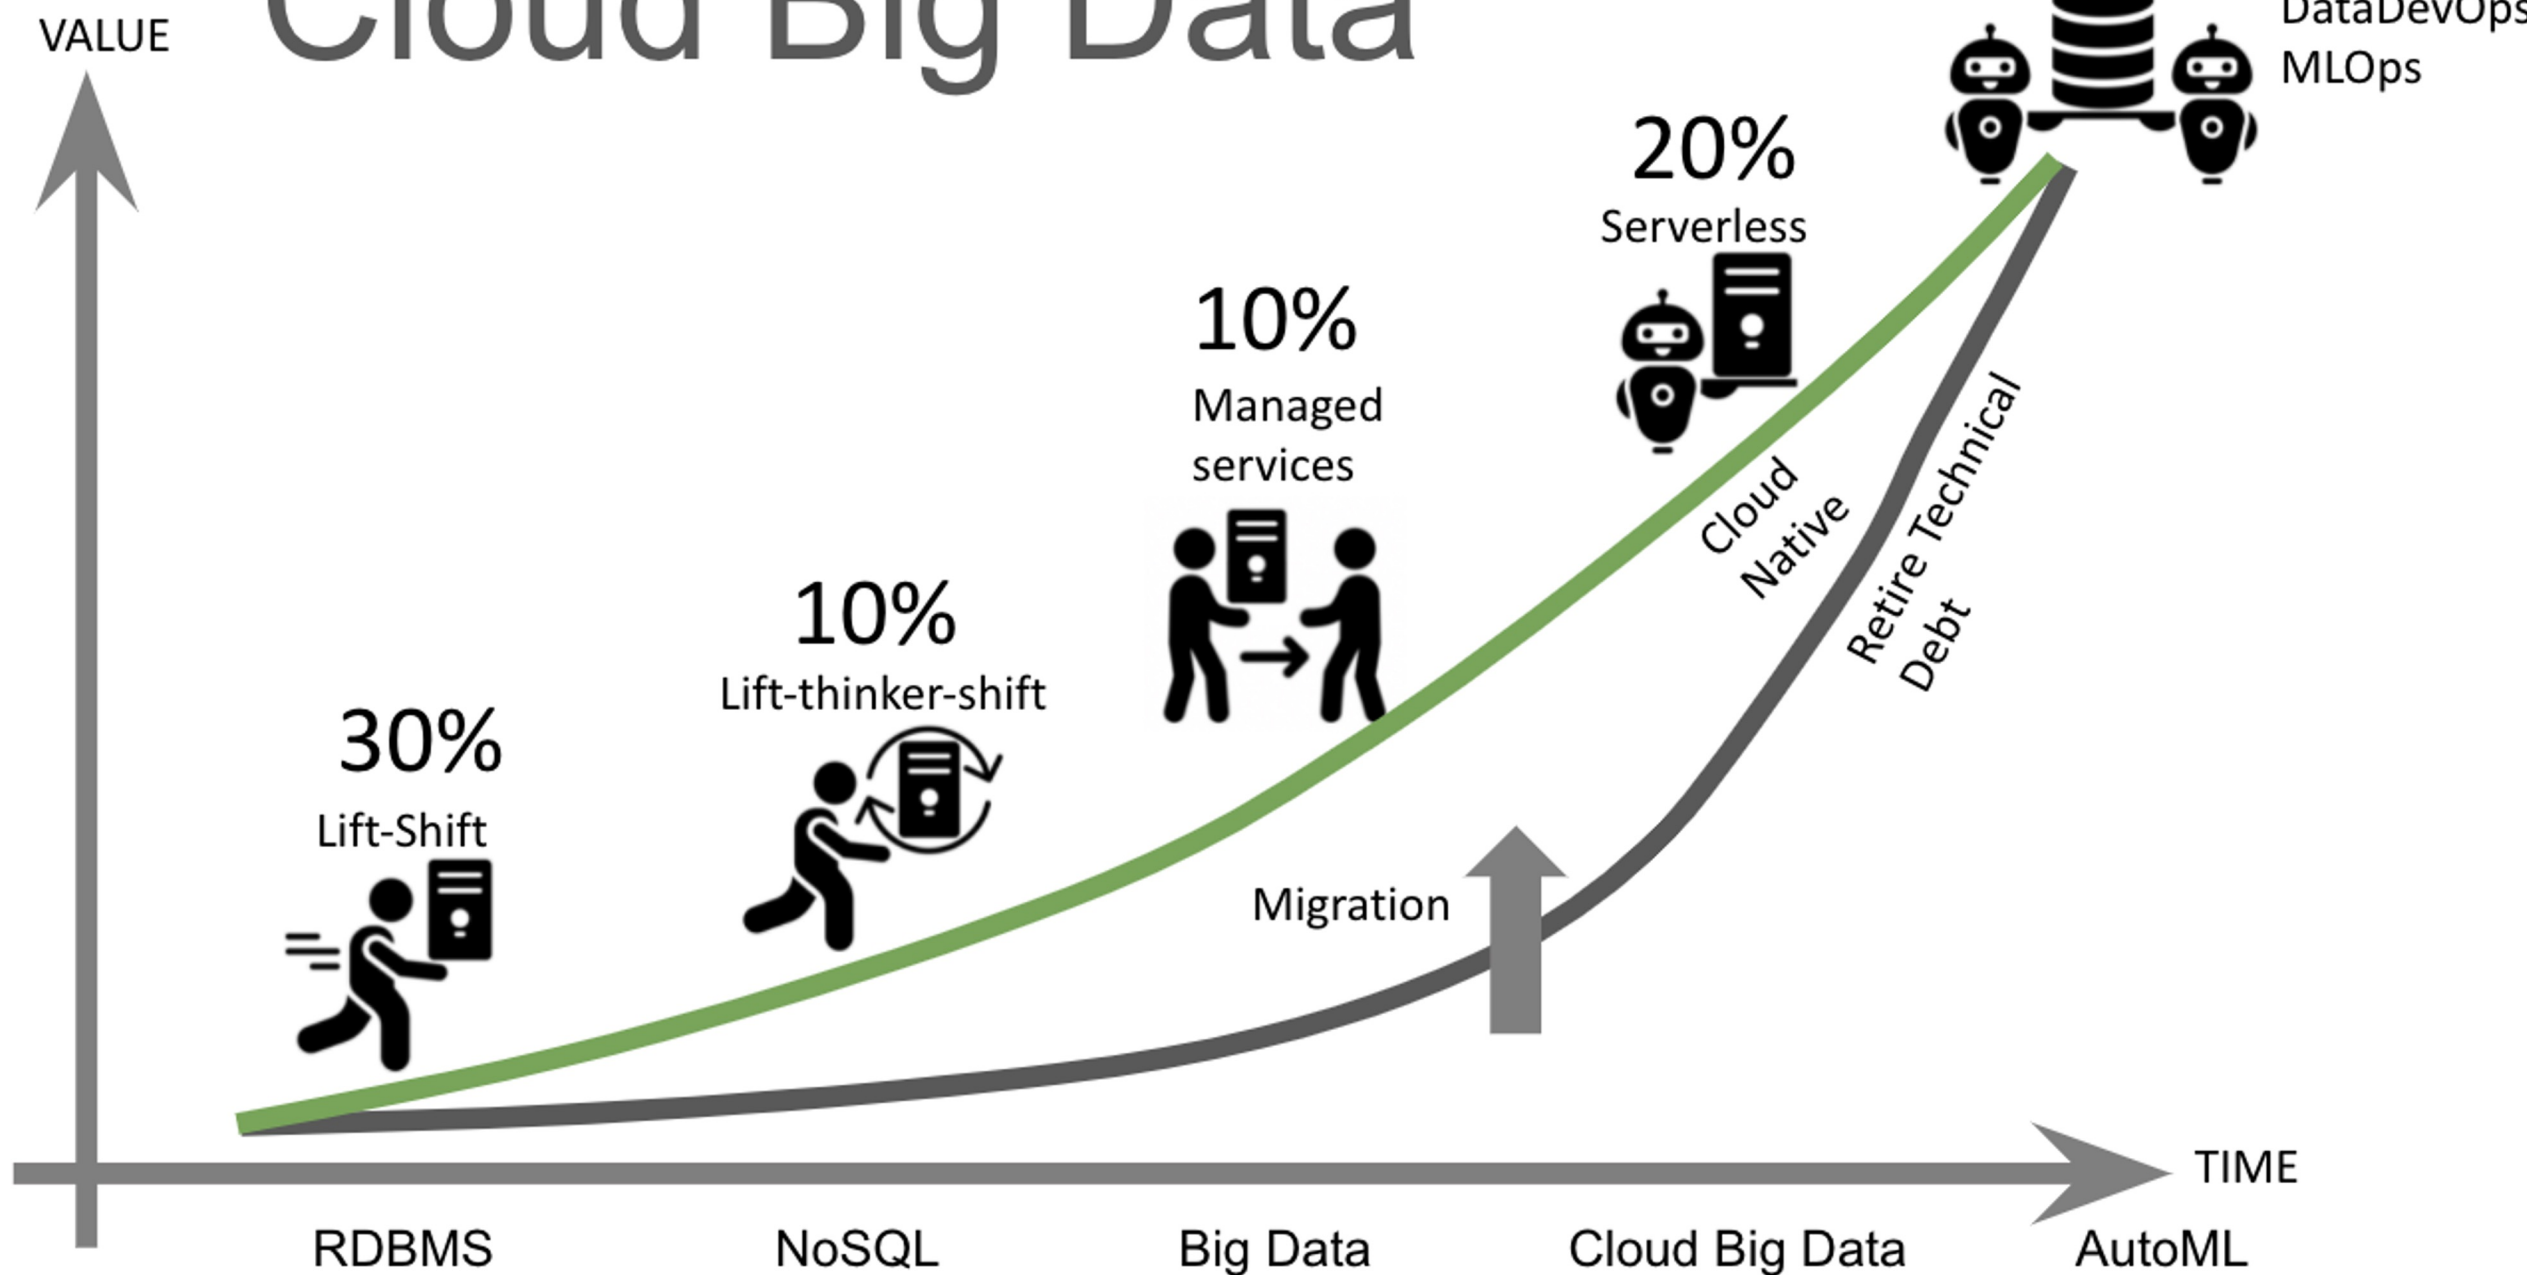 Cloud Big Data
VALUE
DataDevOps
MLOps
20%
Serverless
10%
Managed
services
10%
Lift-thinker-shift
30%
Lift-Shift
Cloud
Native
Retire Technical
Debt
Migration
TIME
RDBMS
NoSQL
Big Data
Cloud Big Data
AutoML